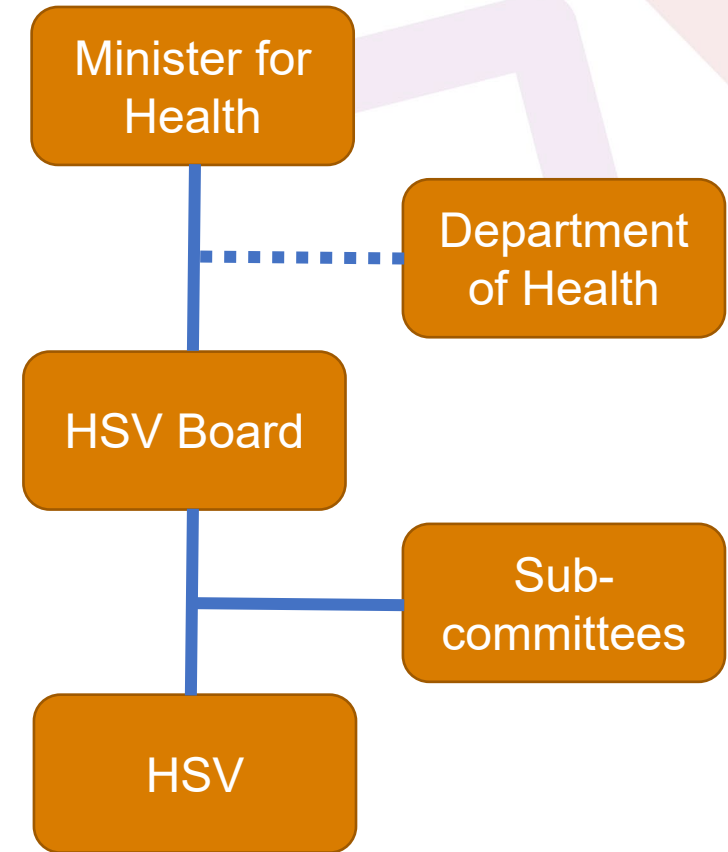 Minister for
Health
Department
of Health
HSV Board
Sub-
committees
HSV